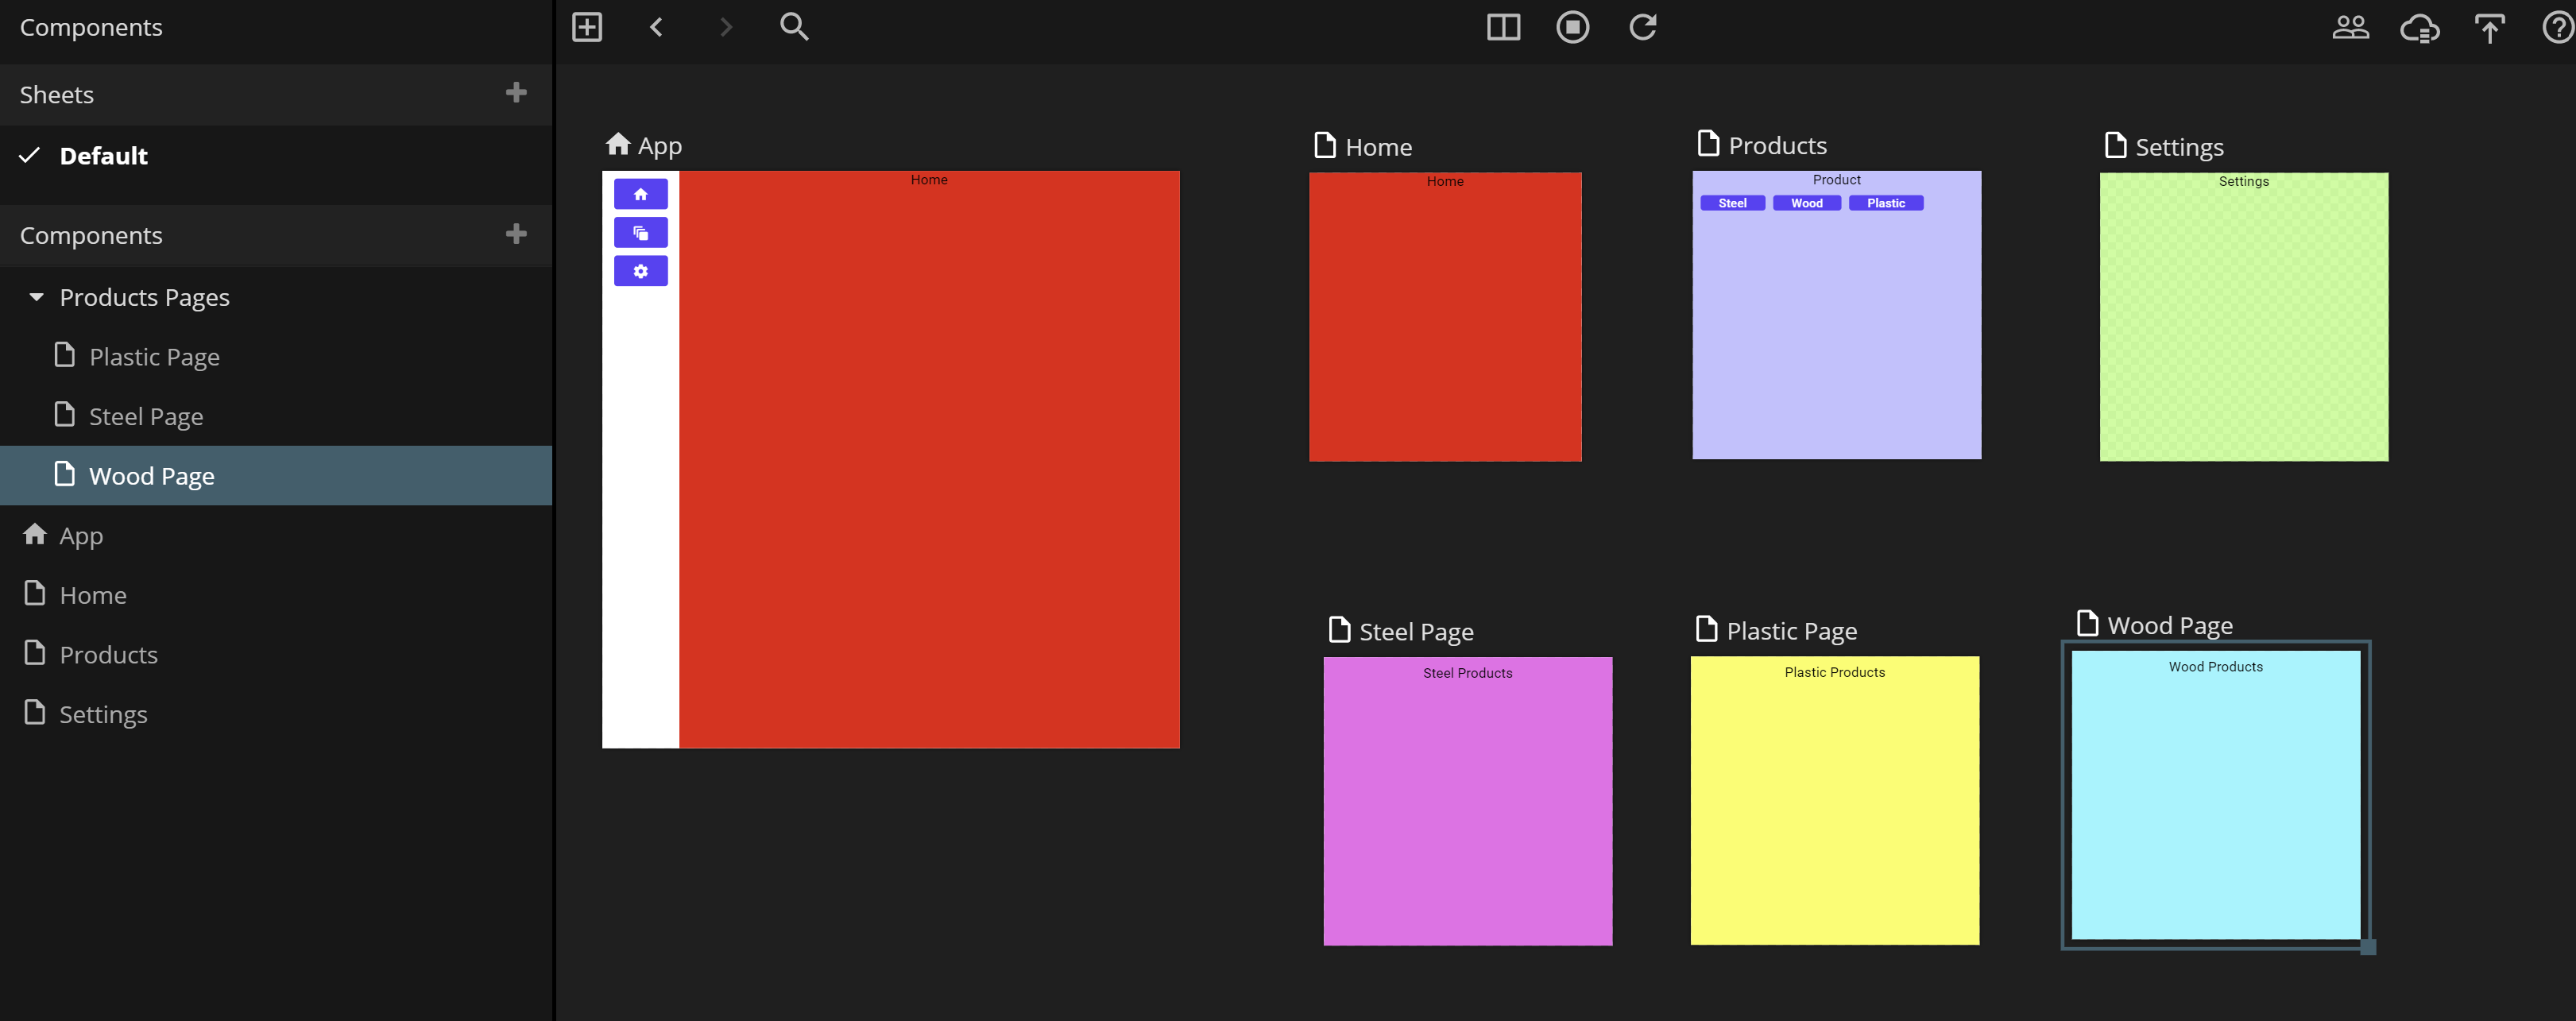 Components
Sheets
Default
Components
Products Pages
Plastic Page
Steel Page
Wood Page
App
Home
Products
Settings
App
Home
Home
Home
Products
Product
Steel Wood Plastic
Settings
Settings
Steel Page
Steel Products
Plastic Page
Plastic Products
Wood Page
Wood Products